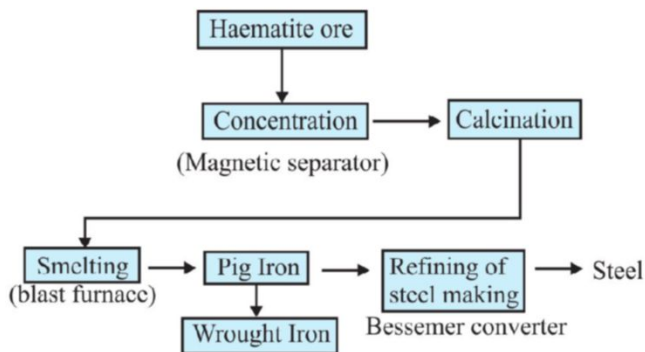 Haematite ore
Concentration
Calcination
(Magnetic separator)
Smelting
(blast furnace)
Pig Iron
Refining of
steel making
Bessemer converter
Steel
Wrought Iron